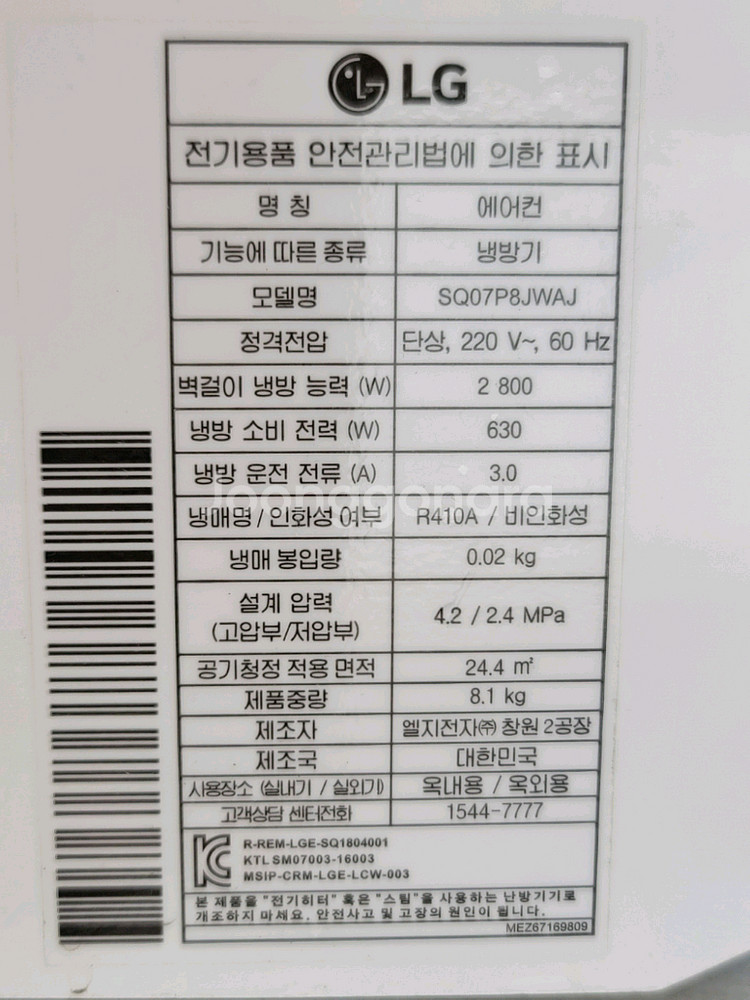 LG
전기용품 안전관리법에 의한 표시
명 칭 에어컨
기능에 따른 종류 냉방기
모델명 SQ07P8JWAJ
정격전압 단상, 220 V~, 60 Hz
벽걸이 냉방 능력 (W) 2 800
냉방 소비 전력 (W) 630
냉방 운전 전류 (A) 3.0
joonggonara
냉매명 / 인화성 여부 R410A / 비인화성
냉매 봉입량 0.02 kg
설계 압력
(고압부/저압부) 4.2 / 2.4 MPa
공기청정 적용 면적 24.4 ㎡
제품중량 8.1 kg
제조자 엘지전자㈜ 창원 2공장
제조국 대한민국
사용장소 (실내기 / 실외기) 옥내용 / 옥외용
고객상담 센터전화 1544-7777
R-REM-LGE-SQ1804001
KTL SM07003-16003
MSIP-CRM-LGE-LCW-003
본 제품을 "전기히터" 혹은 "스팀"을 사용하는 난방기기로
개조하지 마세요. 안전사고 및 고장의 원인이 됩니다.
MEZ67169809